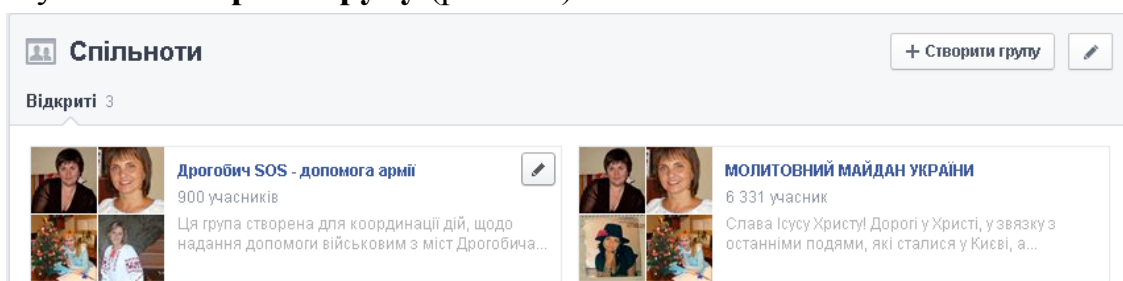 Спільноти
+ Створити групу
Відкриті 3
Дрогобич SOS - допомога армії
900 учасників
Ця група створена для координації дій, щодо
надання допомоги військовим з міст Дрогобича...
МОЛИТОВНИЙ МАЙДАН УКРАЇНИ
6 331 учасник
Слава Ісусу Христу! Дорогі у Христі, у звязку з
останніми подями, які сталися у Києві, а...